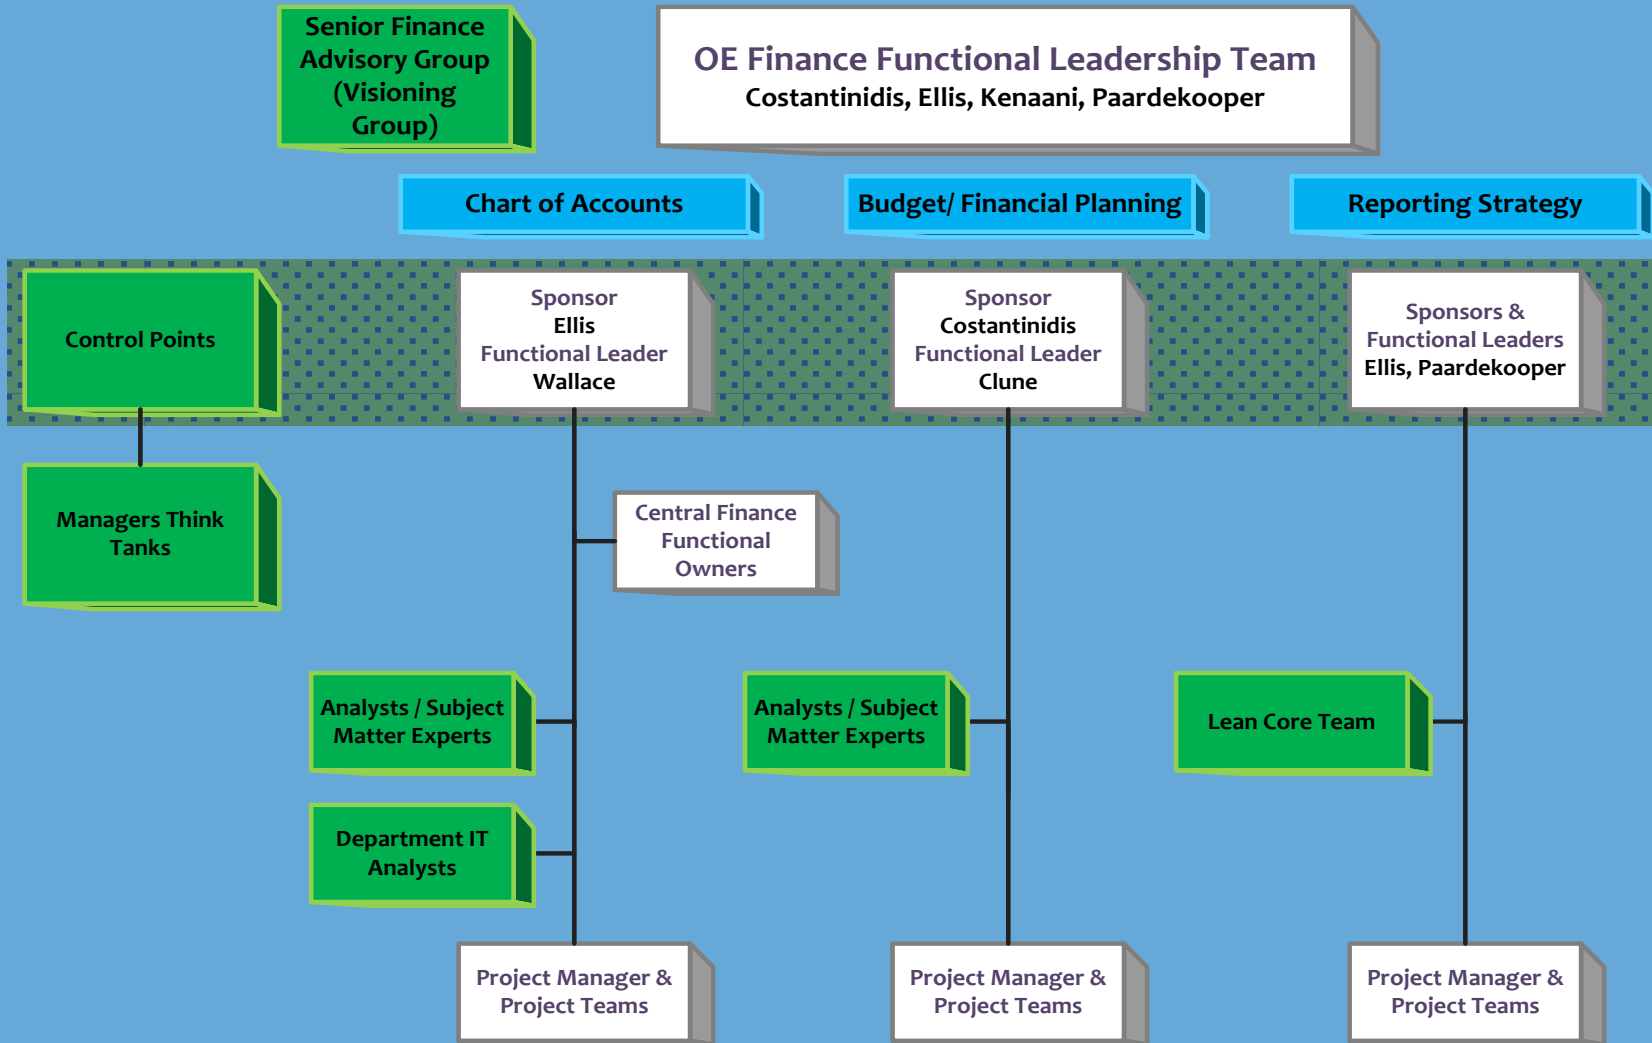 Senior Finance
Advisory Group
(Visioning
Group)
OE Finance Functional Leadership Team
Costantinidis, Ellis, Kenaani, Paardekooper
Chart of Accounts
Budget/ Financial Planning
Reporting Strategy
Control Points
Sponsor
Ellis
Functional Leader
Wallace
Sponsor
Costantinidis
Functional Leader
Clune
Sponsors &
Functional Leaders
Ellis, Paardekooper
Managers Think
Tanks
Central Finance
Functional
Owners
Analysts / Subject
Matter Experts
Analysts / Subject
Matter Experts
Lean Core Team
Department IT
Analysts
Project Manager &
Project Teams
Project Manager &
Project Teams
Project Manager &
Project Teams